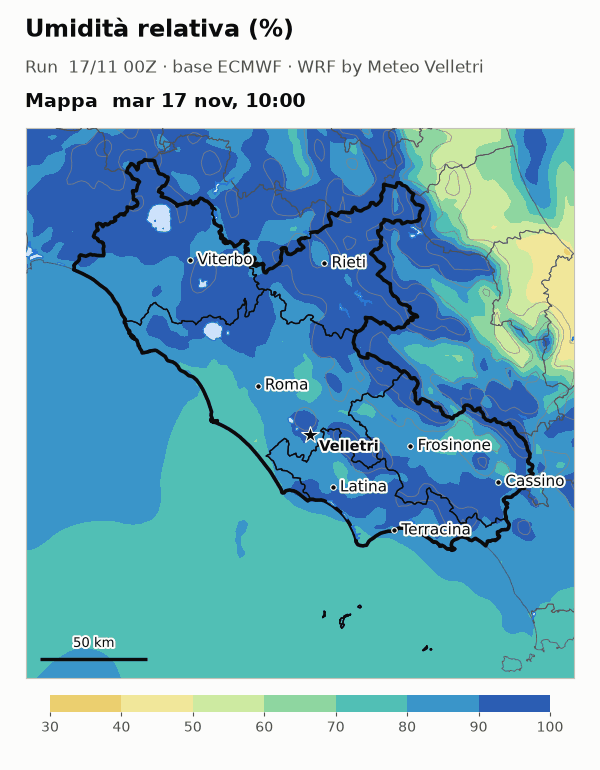 Umidità relativa (%)
Run  17/11 00Z · base ECMWF · WRF by Meteo Velletri
Mappa  mar 17 nov, 10:00
Viterbo
Rieti
Roma
Velletri
Frosinone
Cassino
Latina
Terracina
50 km
30 40 50 60 70 80 90 100